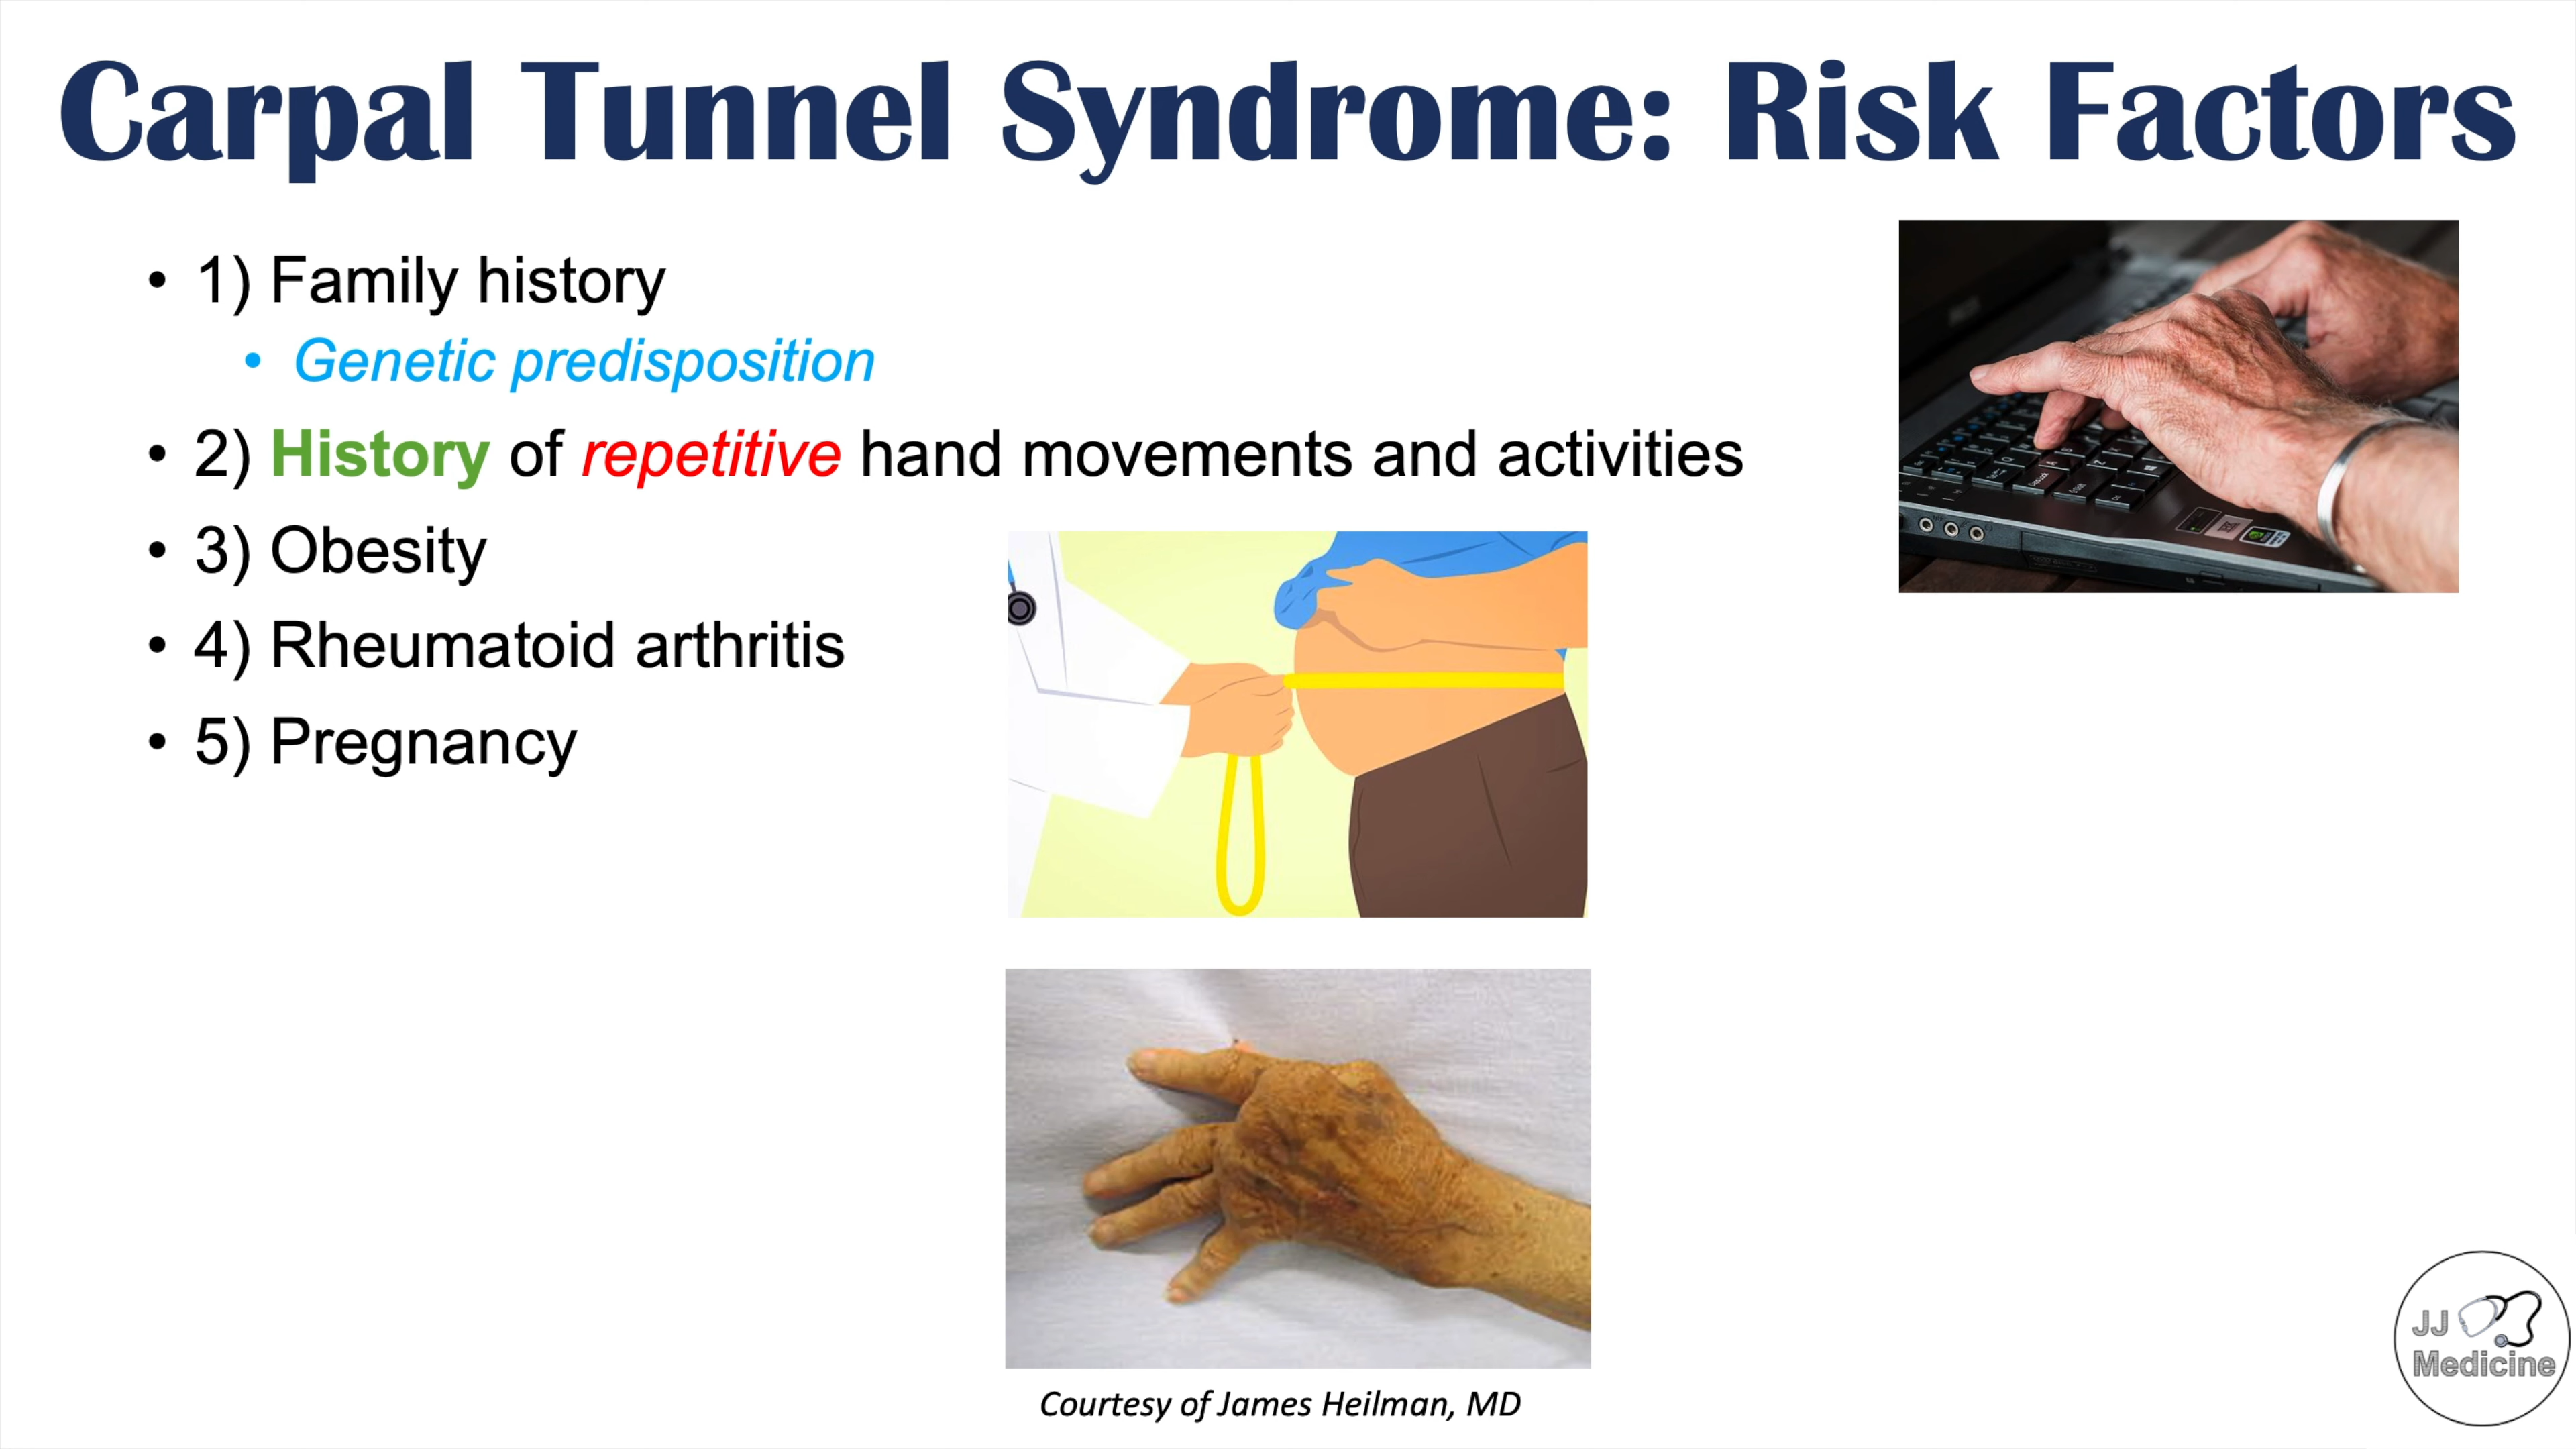 Carpal Tunnel Syndrome: Risk Factors
• 1) Family history
• Genetic predisposition
• 2) History of repetitive hand movements and activities
• 3) Obesity
• 4) Rheumatoid arthritis
• 5) Pregnancy
Courtesy of James Heilman, MD
JJ
Medicine